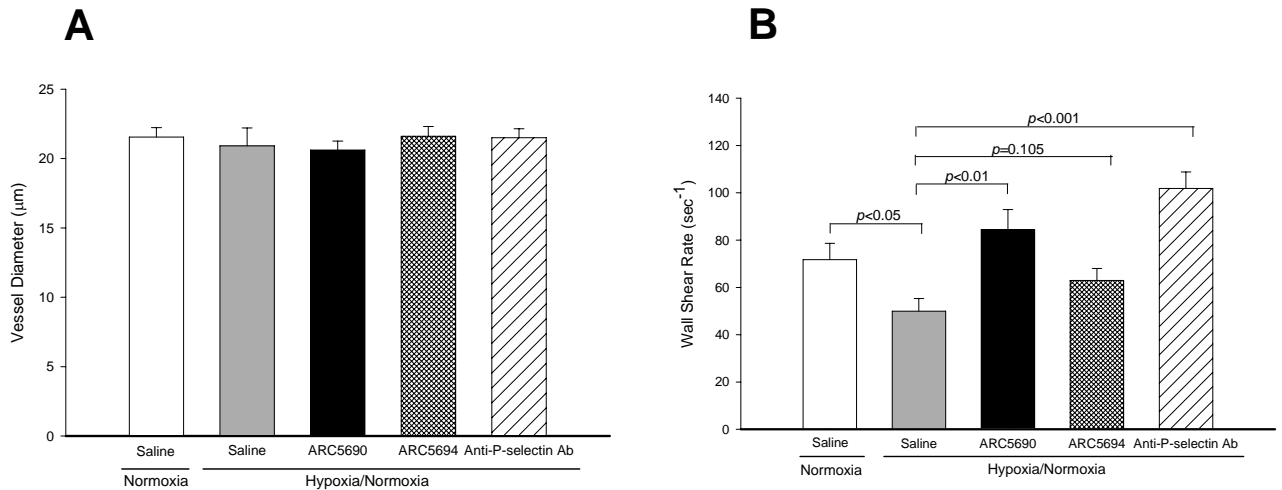 A
25
20
15
10
5
0
Vessel Diameter (μm)
Saline
Saline
ARC5690
ARC5694
Anti-P-selectin Ab
Normoxia
Hypoxia/Normoxia
B
140
120
100
80
60
40
20
0
Wall Shear Rate (sec⁻¹)
p<0.001
p=0.105
p<0.01
p<0.05
Saline
Saline
ARC5690
ARC5694
Anti-P-selectin Ab
Normoxia
Hypoxia/Normoxia